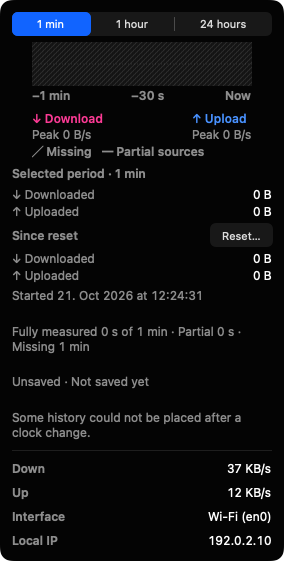 1 min 1 hour 24 hours
−1 min −30 s Now
↓ Download ↑ Upload
Peak 0 B/s Peak 0 B/s
Missing Partial sources
Selected period · 1 min
↓ Downloaded 0 B
↑ Uploaded 0 B
Since reset Reset…
↓ Downloaded 0 B
↑ Uploaded 0 B
Started 21. Oct 2026 at 12:24:31
Fully measured 0 s of 1 min · Partial 0 s ·
Missing 1 min
Unsaved · Not saved yet
Some history could not be placed after a
clock change.
Down 37 KB/s
Up 12 KB/s
Interface Wi-Fi (en0)
Local IP 192.0.2.10